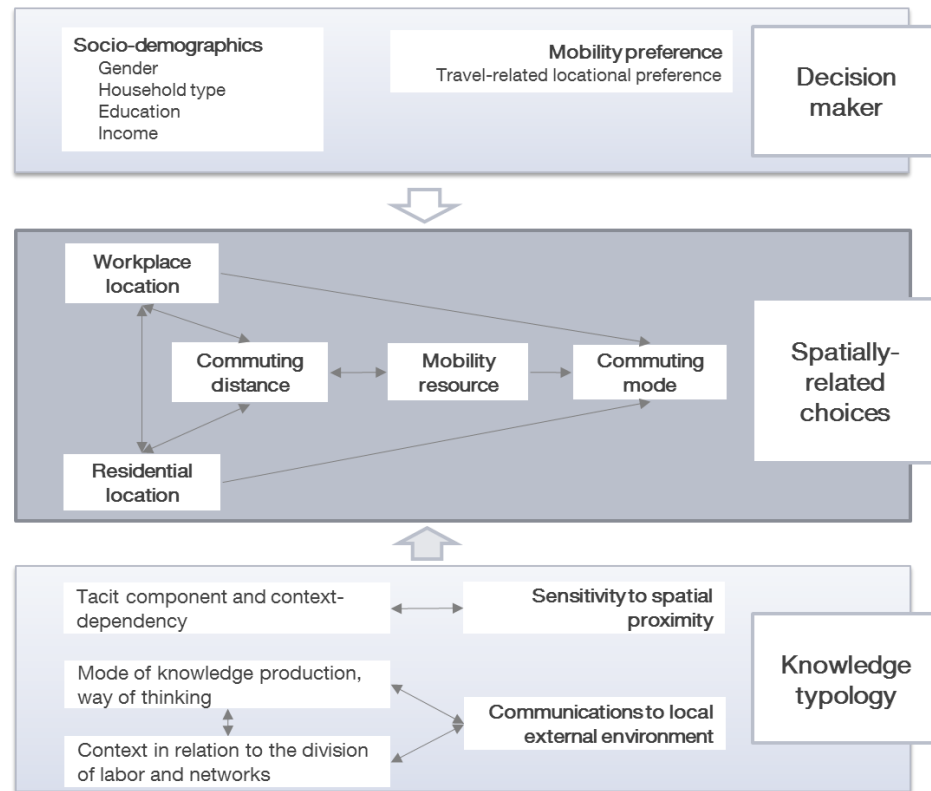 Socio-demographics
Gender
Household type
Education
Income
Mobility preference
Travel-related locational preference
Decision
maker
Workplace
location
Commuting
distance
Mobility
resource
Commuting
mode
Residential
location
Spatially-
related
choices
Tacit component and context-
dependency
Sensitivity to spatial
proximity
Mode of knowledge production,
way of thinking
Communications to local
external environment
Context in relation to the division
of labor and networks
Knowledge
typology